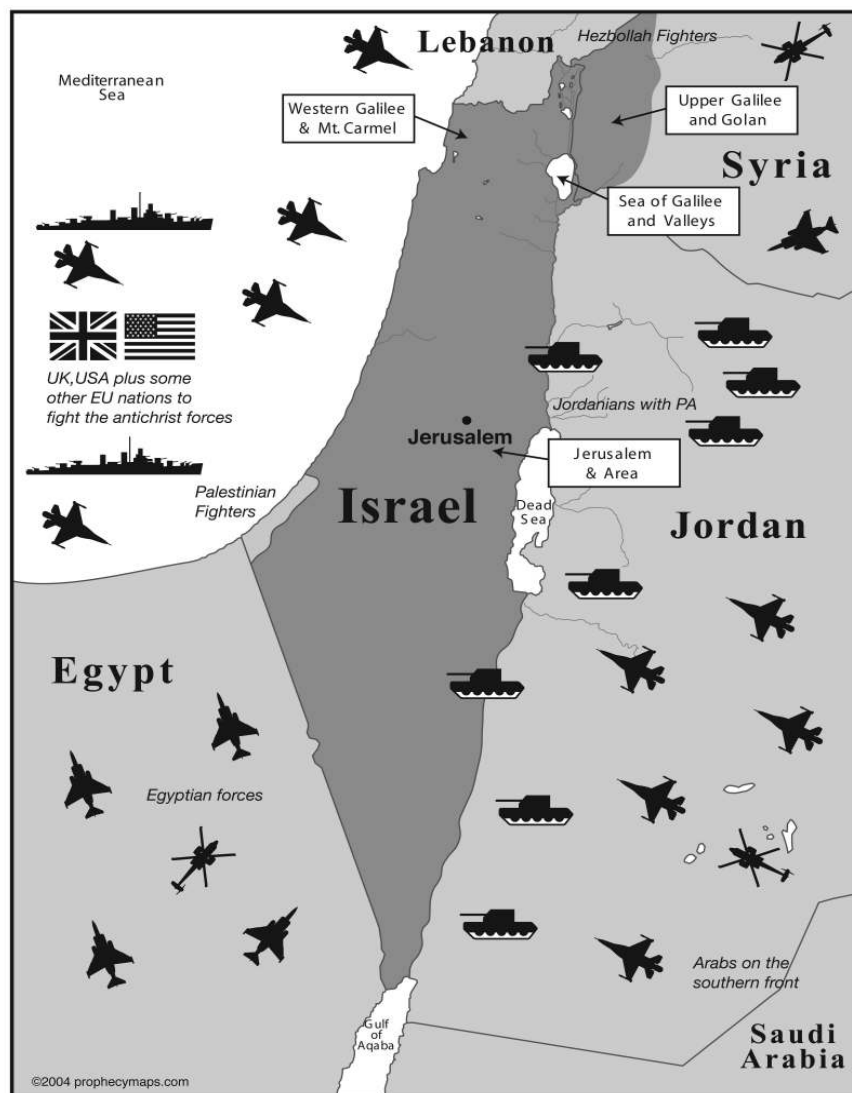 Lebanon
Hezbollah Fighters
Mediterranean
Sea
Western Galilee
& Mt. Carmel
Upper Galilee
and Golan
Syria
Sea of Galilee
and Valleys
UK,USA plus some
other EU nations to
fight the antichrist forces
Jordanians with PA
Jerusalem
Jerusalem
& Area
Palestinian
Fighters
Israel
Dead
Sea
Jordan
Egypt
Egyptian forces
Arabs on the
southern front
Gulf
of
Aqaba
Saudi
Arabia
©2004 prophecymaps.com